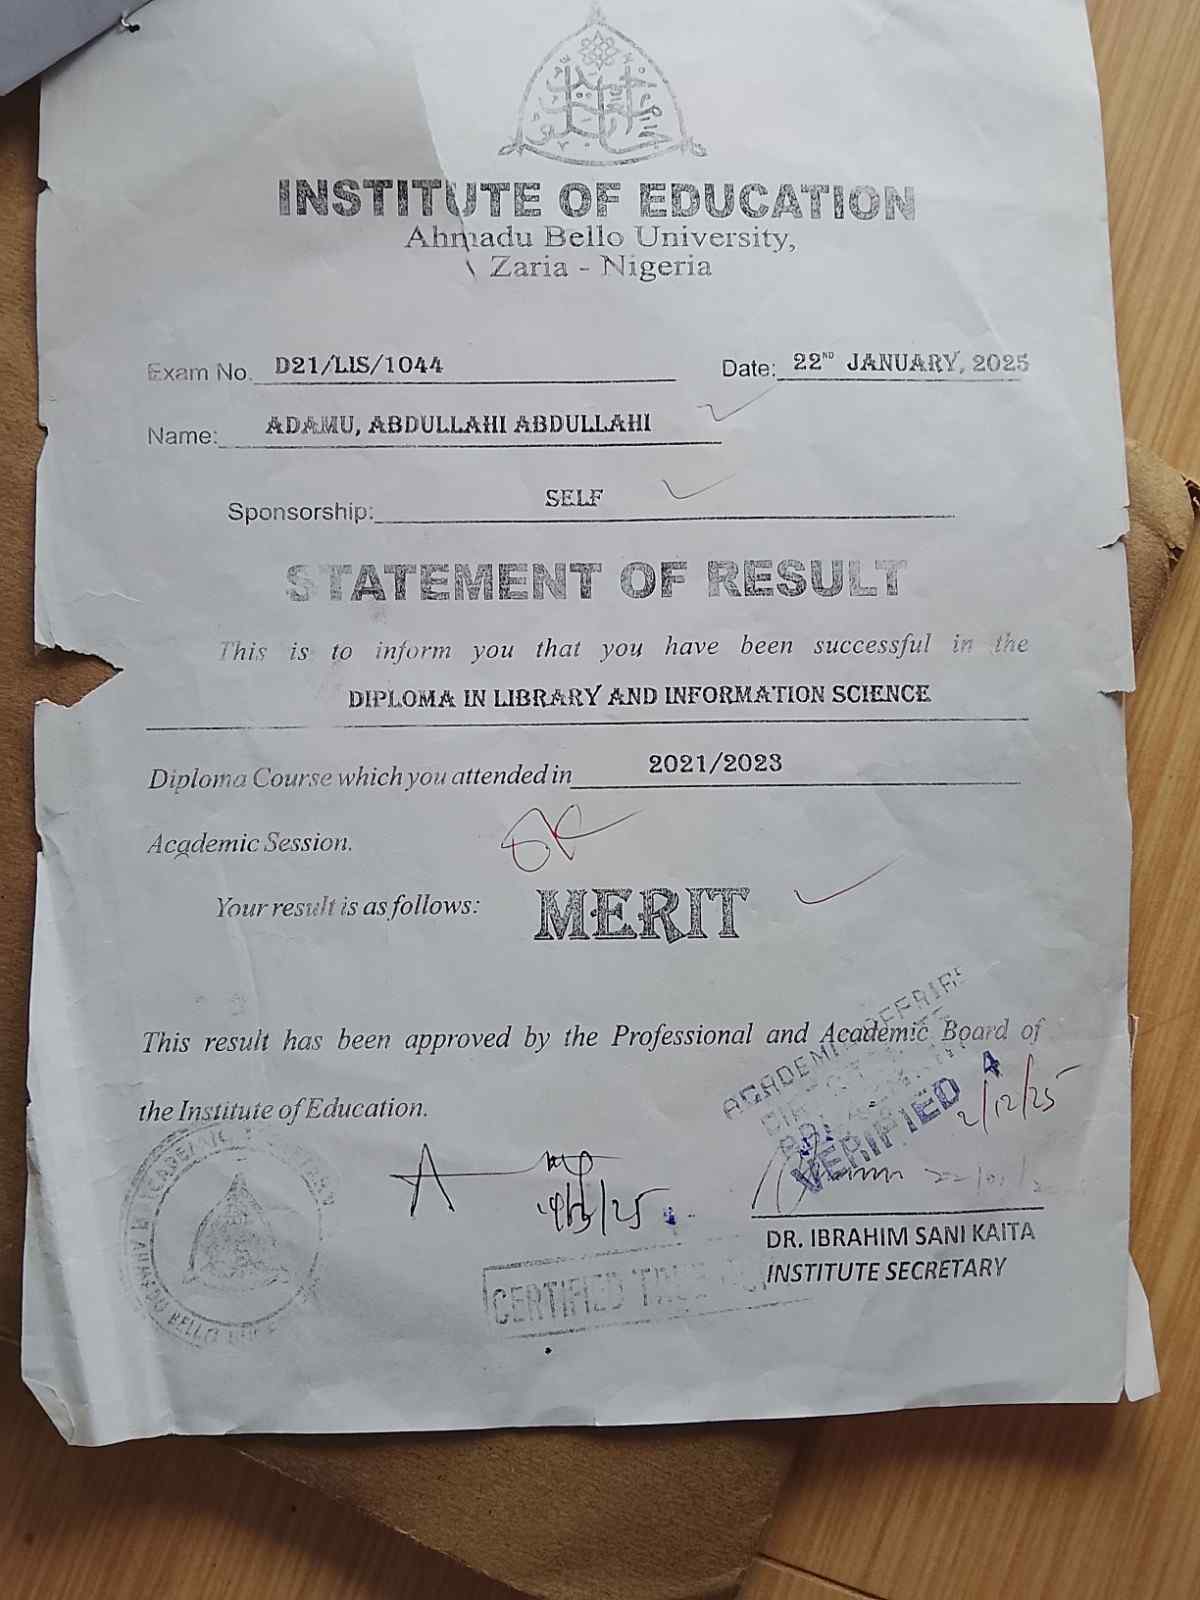 INSTITUTE OF EDUCATION
Ahmadu Bello University,
Zaria - Nigeria
Exam No. D21/LIS/1044 Date: 22ND JANUARY, 2025
Name: ADAMU, ABDULLAHI ABDULLAHI
Sponsorship: SELF
STATEMENT OF RESULT
This is to inform you that you have been successful in the
DIPLOMA IN LIBRARY AND INFORMATION SCIENCE
Diploma Course which you attended in 2021/2023
Academic Session.
Your result is as follows: MERIT
This result has been approved by the Professional and Academic Board of
the Institute of Education.
VERIFIED
2/12/25
DR. IBRAHIM SANI KAITA
INSTITUTE SECRETARY
CERTIFIED TRUE